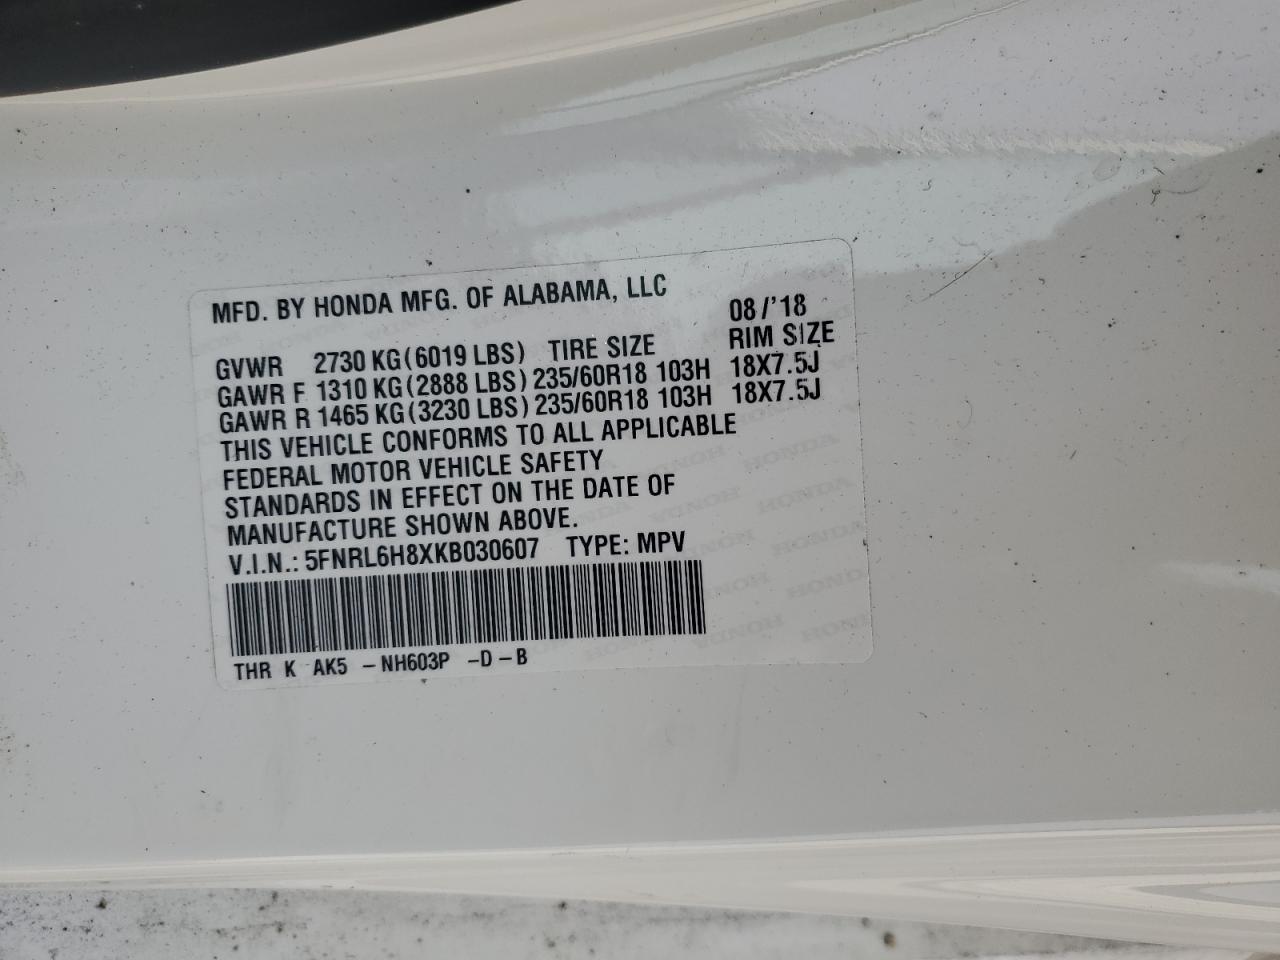 MFD. BY HONDA MFG. OF ALABAMA, LLC
08/'18
GVWR 2730 KG(6019 LBS) TIRE SIZE RIM SIZE
GAWR F 1310 KG(2888 LBS) 235/60R18 103H 18X7.5J
GAWR R 1465 KG(3230 LBS) 235/60R18 103H 18X7.5J
THIS VEHICLE CONFORMS TO ALL APPLICABLE
FEDERAL MOTOR VEHICLE SAFETY
STANDARDS IN EFFECT ON THE DATE OF
MANUFACTURE SHOWN ABOVE.
V.I.N.: 5FNRL6H8XKB030607 TYPE: MPV
THR K AK5 -NH603P -D-B